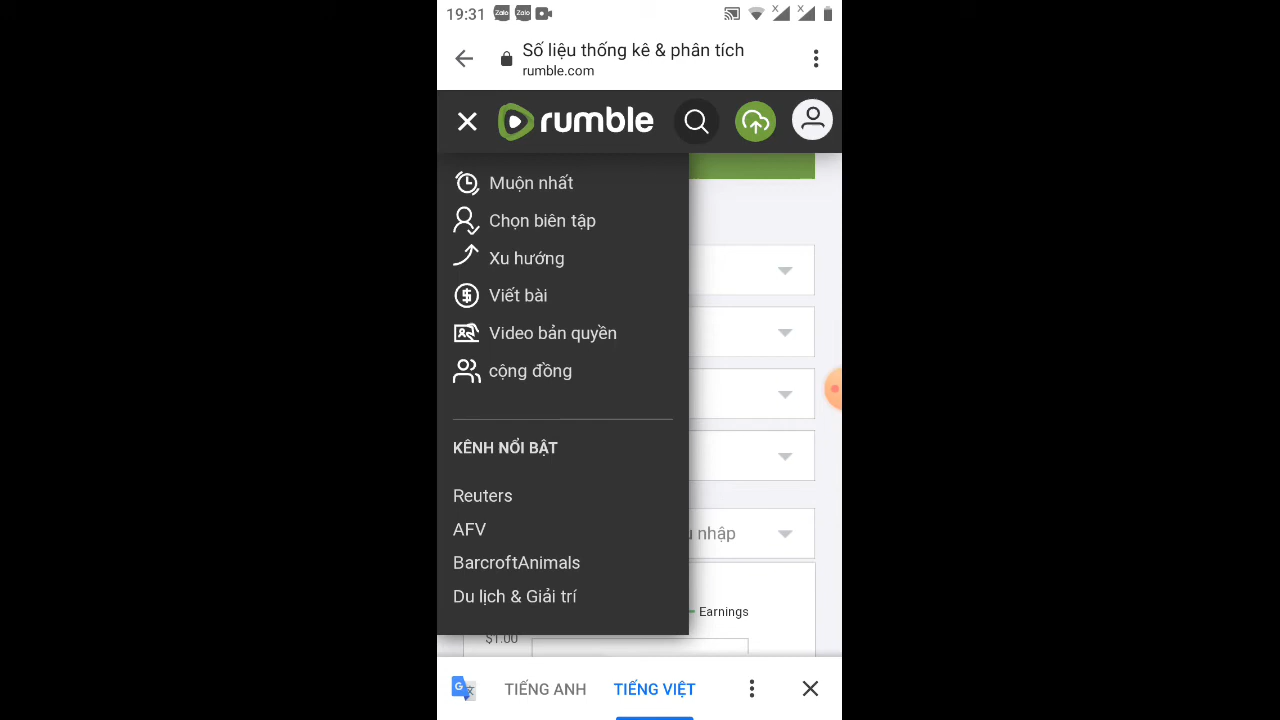 19:31 Zalo Zalo
Số liệu thống kê & phân tích
rumble.com
rumble
Muộn nhất
Chọn biên tập
Xu hướng
Viết bài
Video bản quyền
cộng đồng
KÊNH NỔI BẬT
Reuters
AFV
BarcroftAnimals
Du lịch & Giải trí
nhập
Earnings
$1.00
TIẾNG ANH
TIẾNG VIỆT